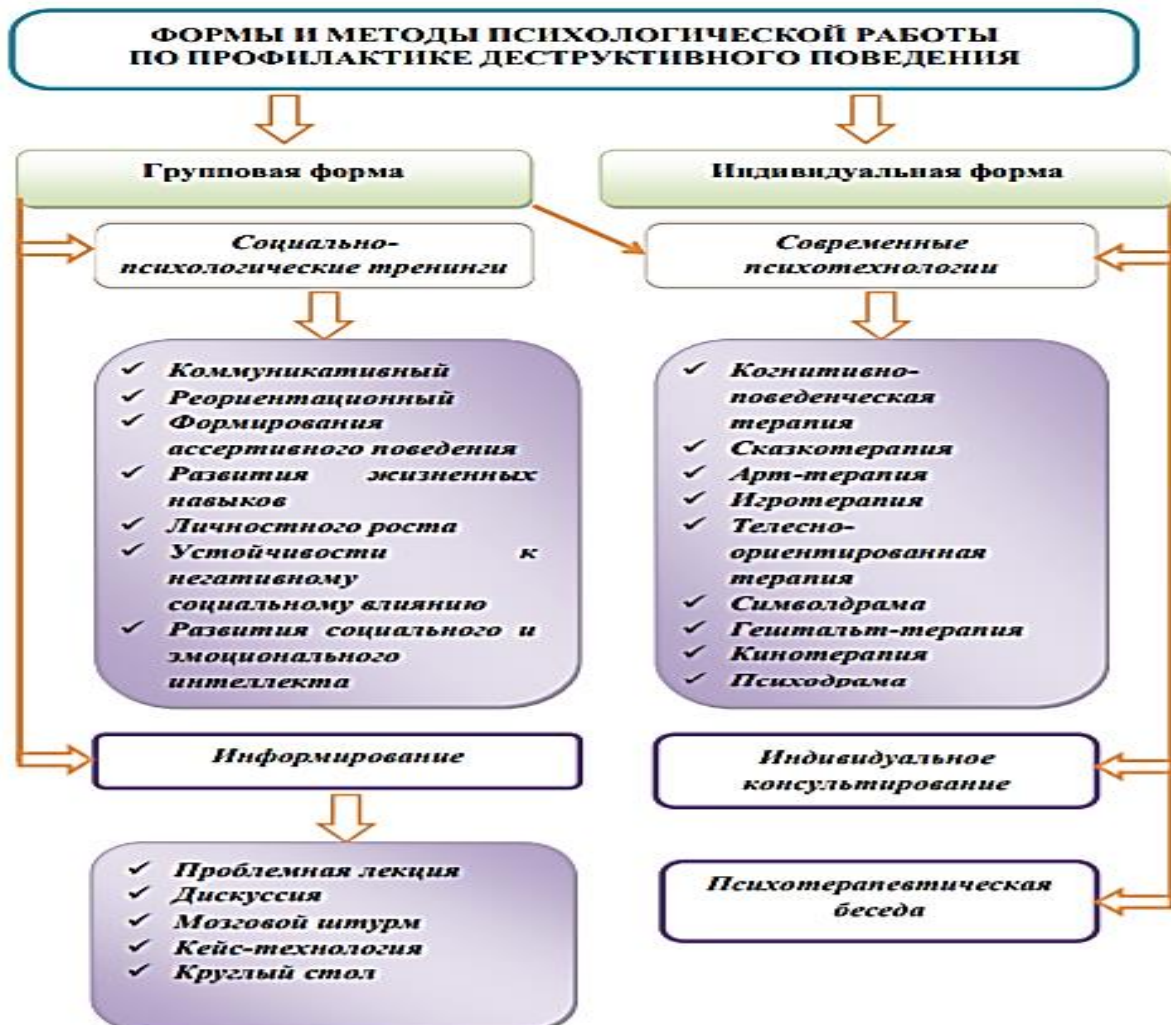 ФОРМЫ И МЕТОДЫ ПСИХОЛОГИЧЕСКОЙ РАБОТЫ
ПО ПРОФИЛАКТИКЕ ДЕСТРУКТИВНОГО ПОВЕДЕНИЯ
Групповая форма
Индивидуальная форма
Социально-
психологические тренинги
Современные
психотехнологии
✓ Коммуникативный
✓ Реориентационный
✓ Формирования
ассертивного поведения
✓ Развития жизненных
навыков
✓ Личностного роста
✓ Устойчивости к
негативному
социальному влиянию
✓ Развития социального и
эмоционального
интеллекта
✓ Когнитивно-
поведенческая
терапия
✓ Сказкотерапия
✓ Арт-терапия
✓ Игротерапия
✓ Телесно-
ориентированная
терапия
✓ Символдрама
✓ Гештальт-терапия
✓ Кинотерапия
✓ Психодрама
Информирование
Индивидуальное
консультирование
✓ Проблемная лекция
✓ Дискуссия
✓ Мозговой штурм
✓ Кейс-технология
✓ Круглый стол
Психотерапевтическая
беседа